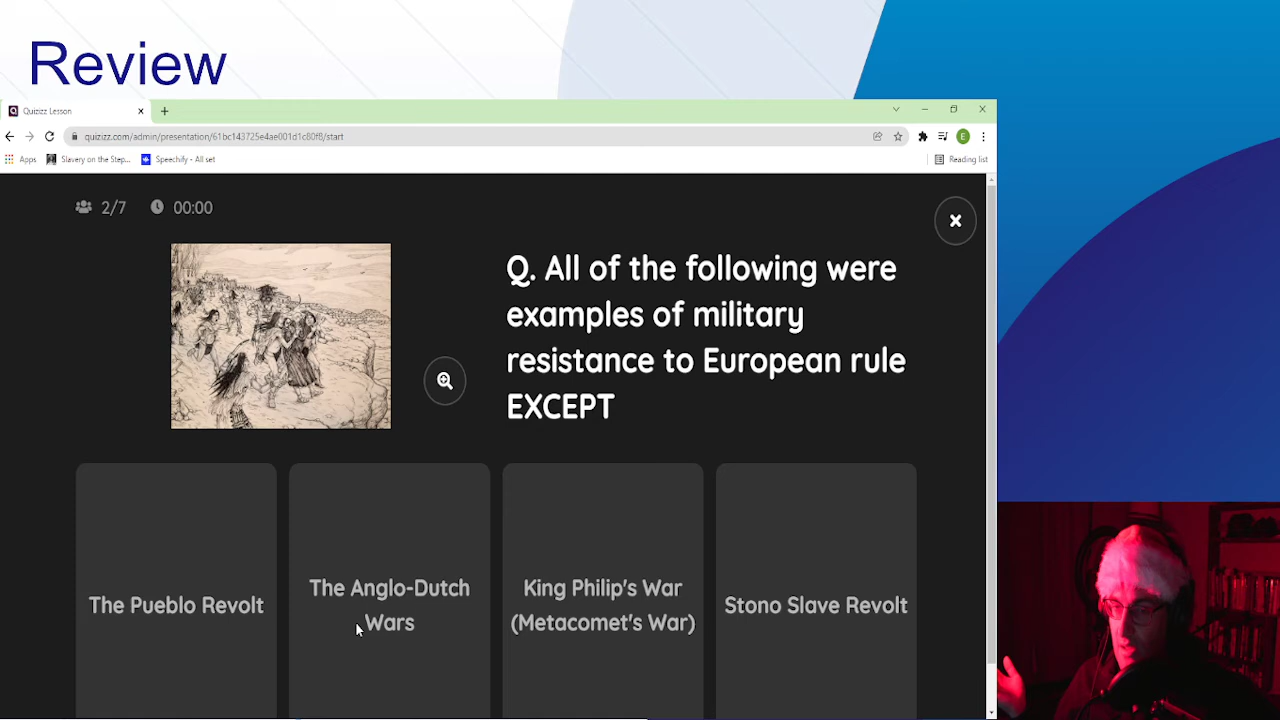 Review
Quizizz Lesson
quizizz.com/admin/presentation/61bc143725e4ae001d1c80f8/start
E
Apps
Slavery on the Step...
Speechify - All set
Reading list
2/7
00:00
Q. All of the following were
examples of military
resistance to European rule
EXCEPT
The Pueblo Revolt
The Anglo-Dutch
Wars
King Philip's War
(Metacomet's War)
Stono Slave Revolt